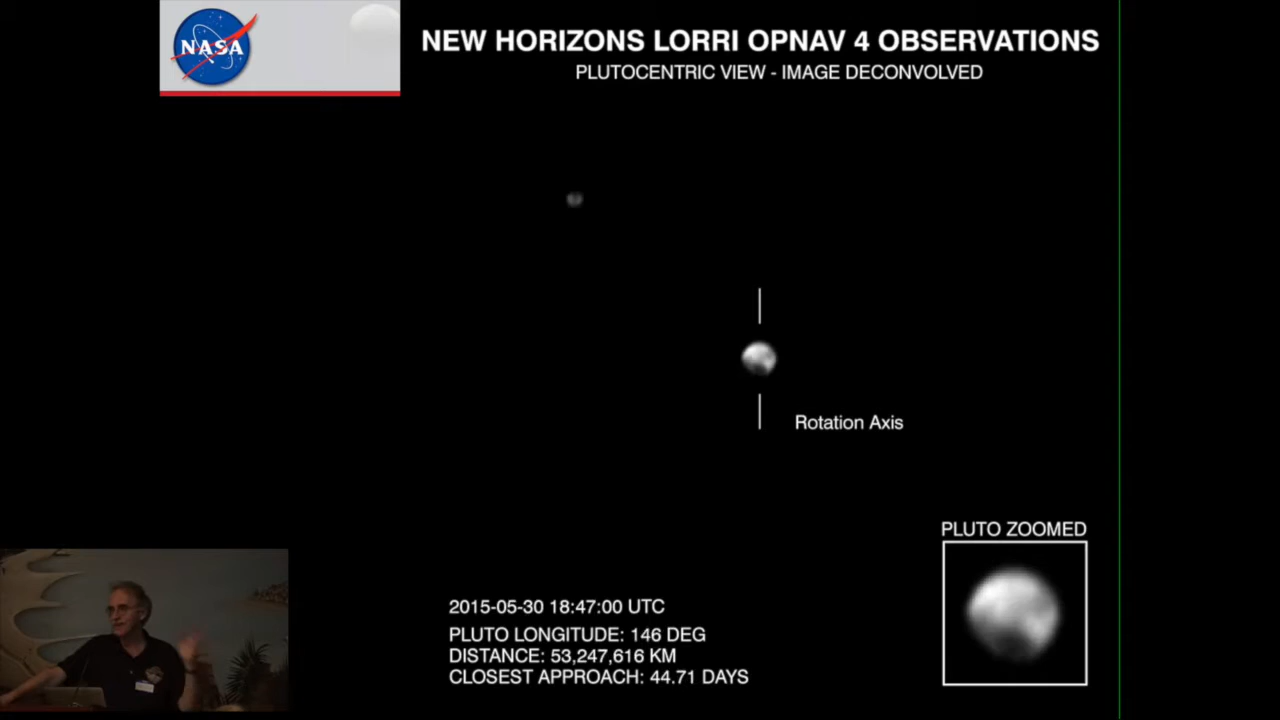 NASA
NEW HORIZONS LORRI OPNAV 4 OBSERVATIONS
PLUTOCENTRIC VIEW - IMAGE DECONVOLVED
Rotation Axis
PLUTO ZOOMED
2015-05-30 18:47:00 UTC
PLUTO LONGITUDE: 146 DEG
DISTANCE: 53,247,616 KM
CLOSEST APPROACH: 44.71 DAYS